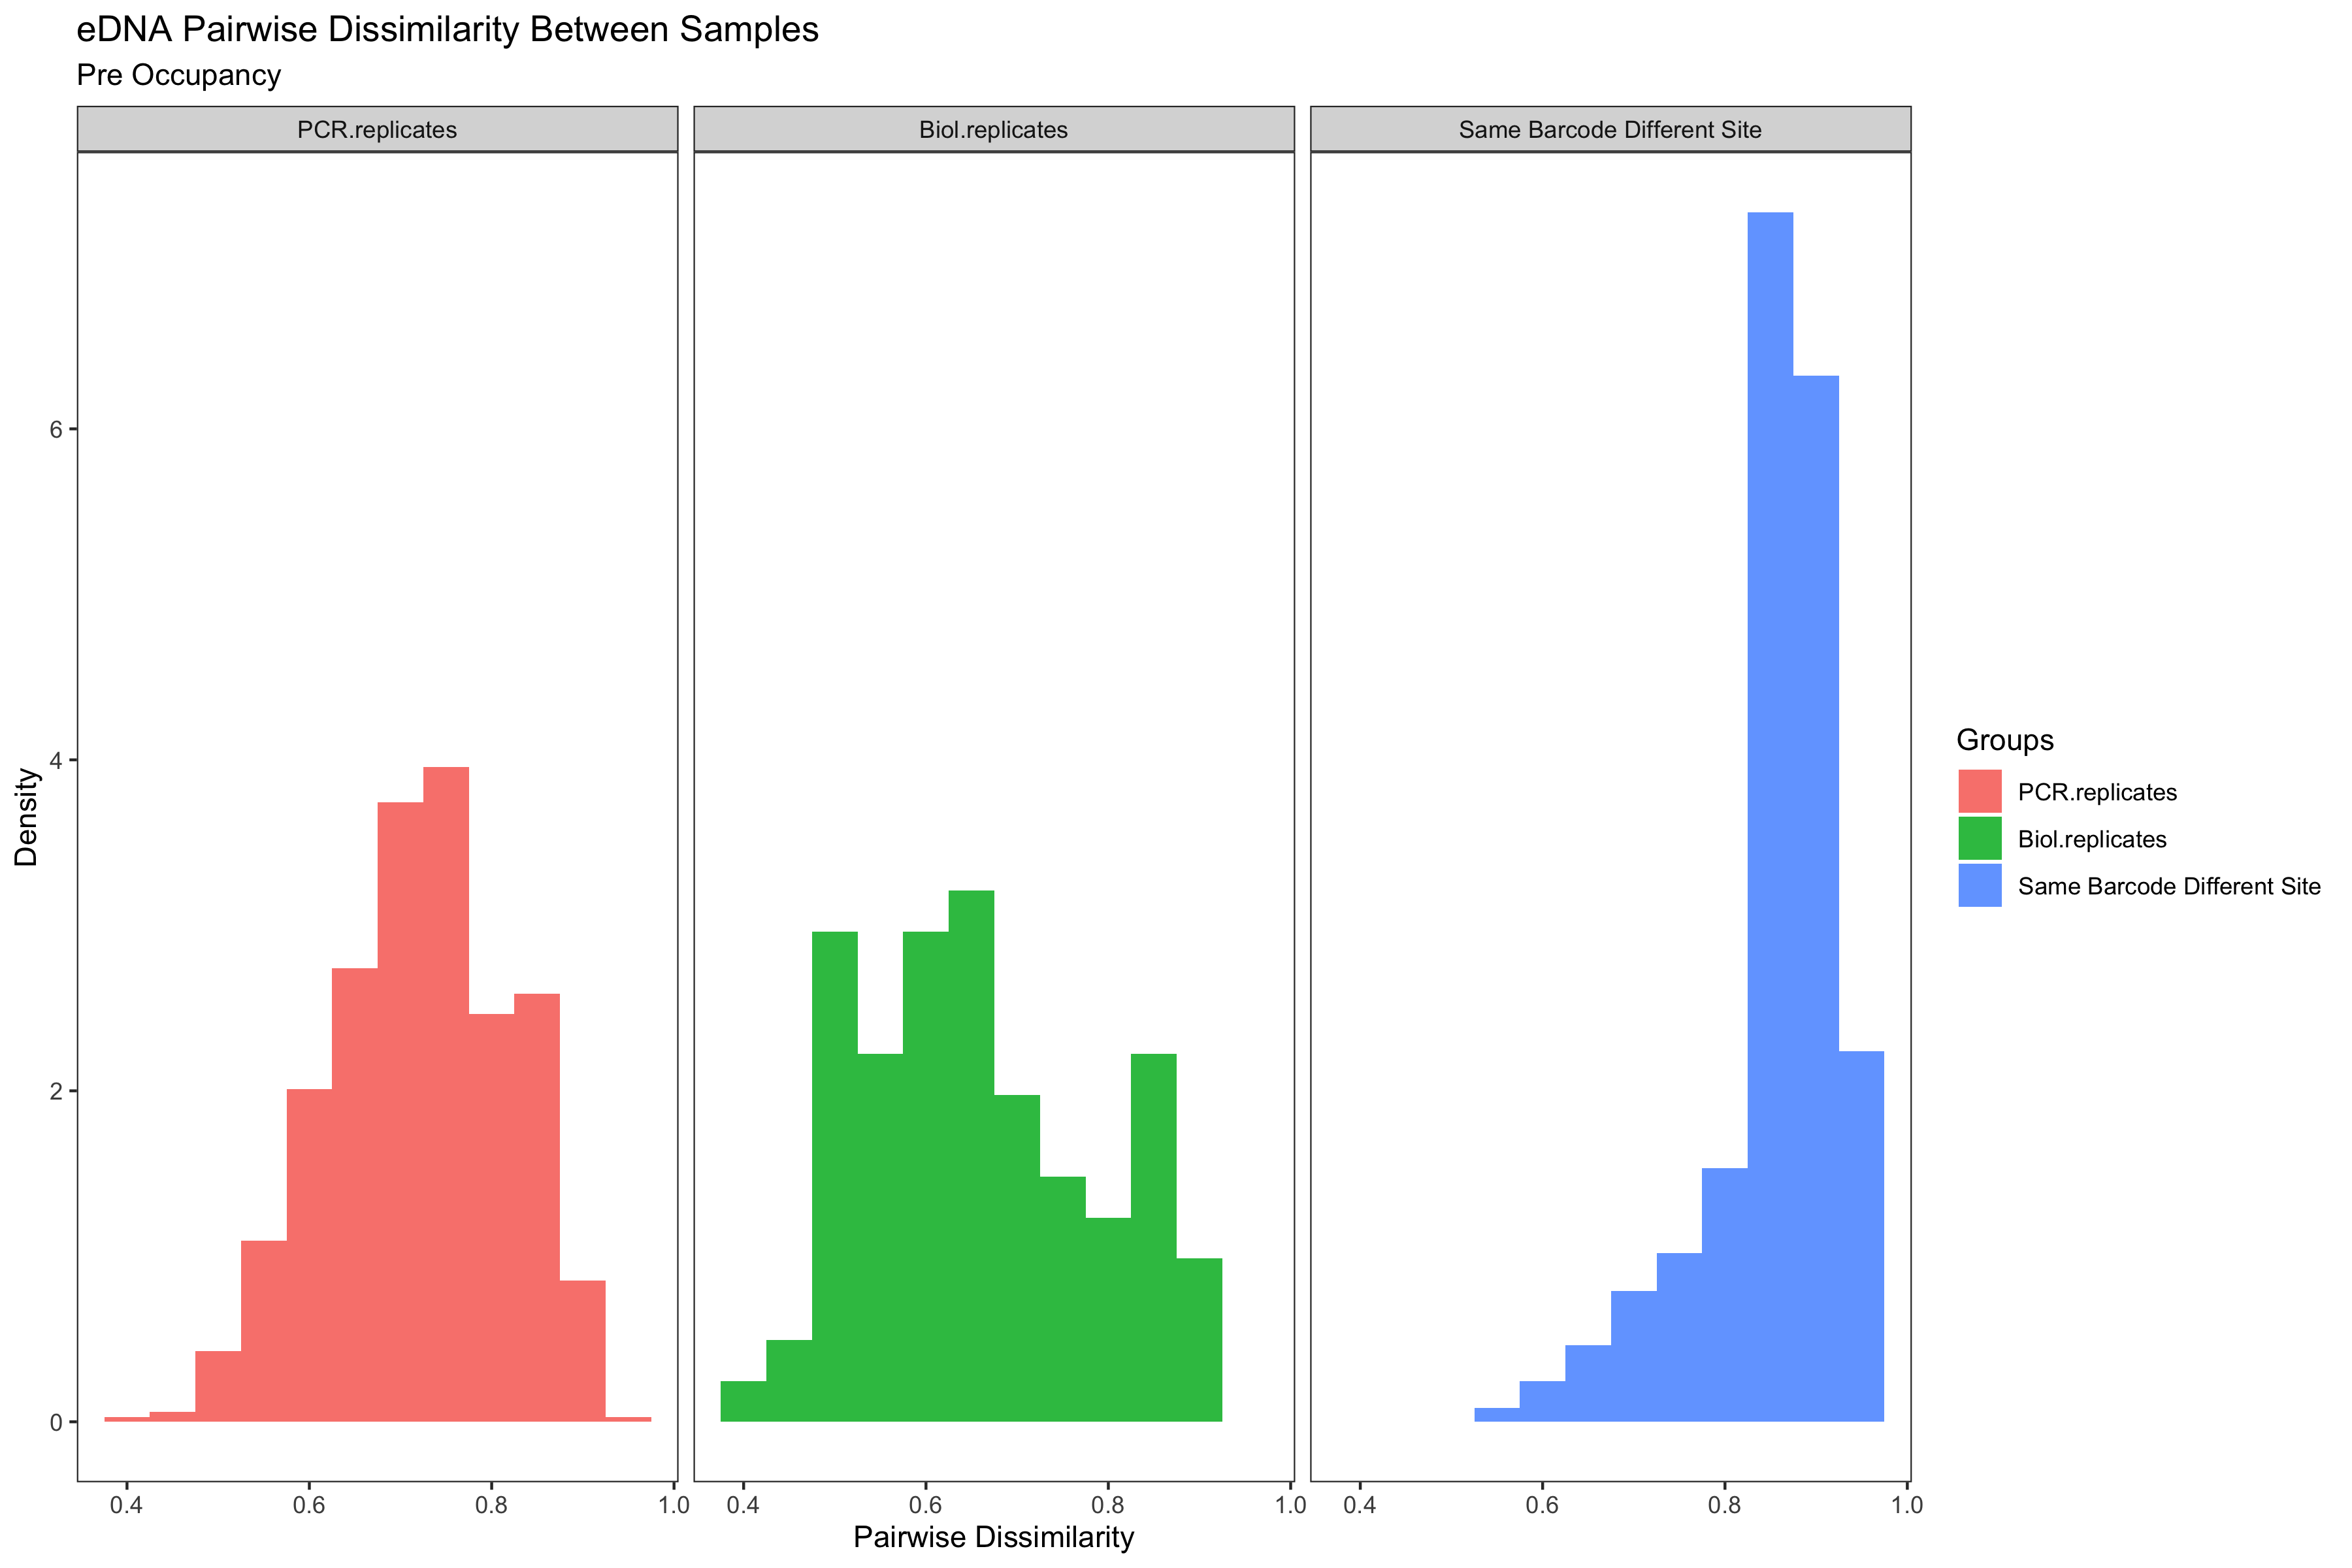 eDNA Pairwise Dissimilarity Between Samples
Pre Occupancy
PCR.replicates
Biol.replicates
Same Barcode Different Site
Density
6
4
2
0
0.4 0.6 0.8 1.0
0.4 0.6 0.8 1.0
0.4 0.6 0.8 1.0
Pairwise Dissimilarity
Groups
PCR.replicates
Biol.replicates
Same Barcode Different Site